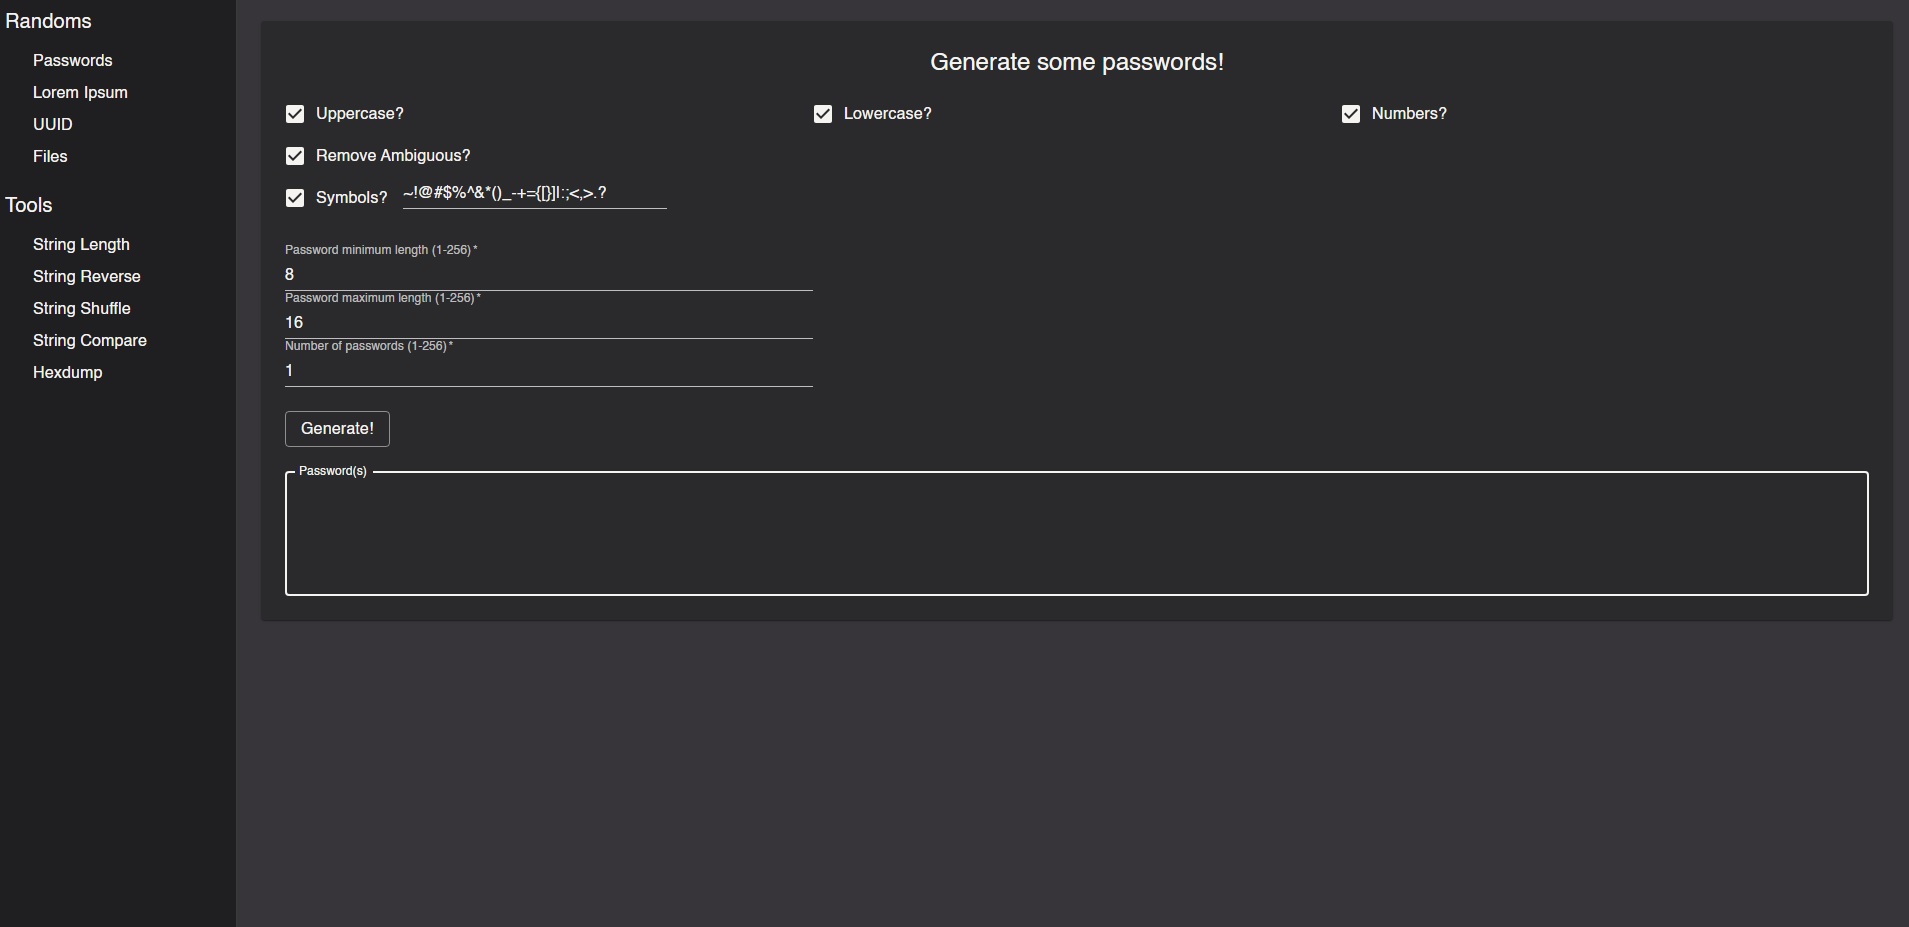 Randoms
Passwords
Lorem Ipsum
UUID
Files
Tools
String Length
String Reverse
String Shuffle
String Compare
Hexdump
Generate some passwords!
Uppercase? Lowercase? Numbers?
Remove Ambiguous?
Symbols? ~!@#$%^&*()_-+={[}]|:;<,>.?
Password minimum length (1-256) *
8
Password maximum length (1-256) *
16
Number of passwords (1-256) *
1
Generate!
Password(s)